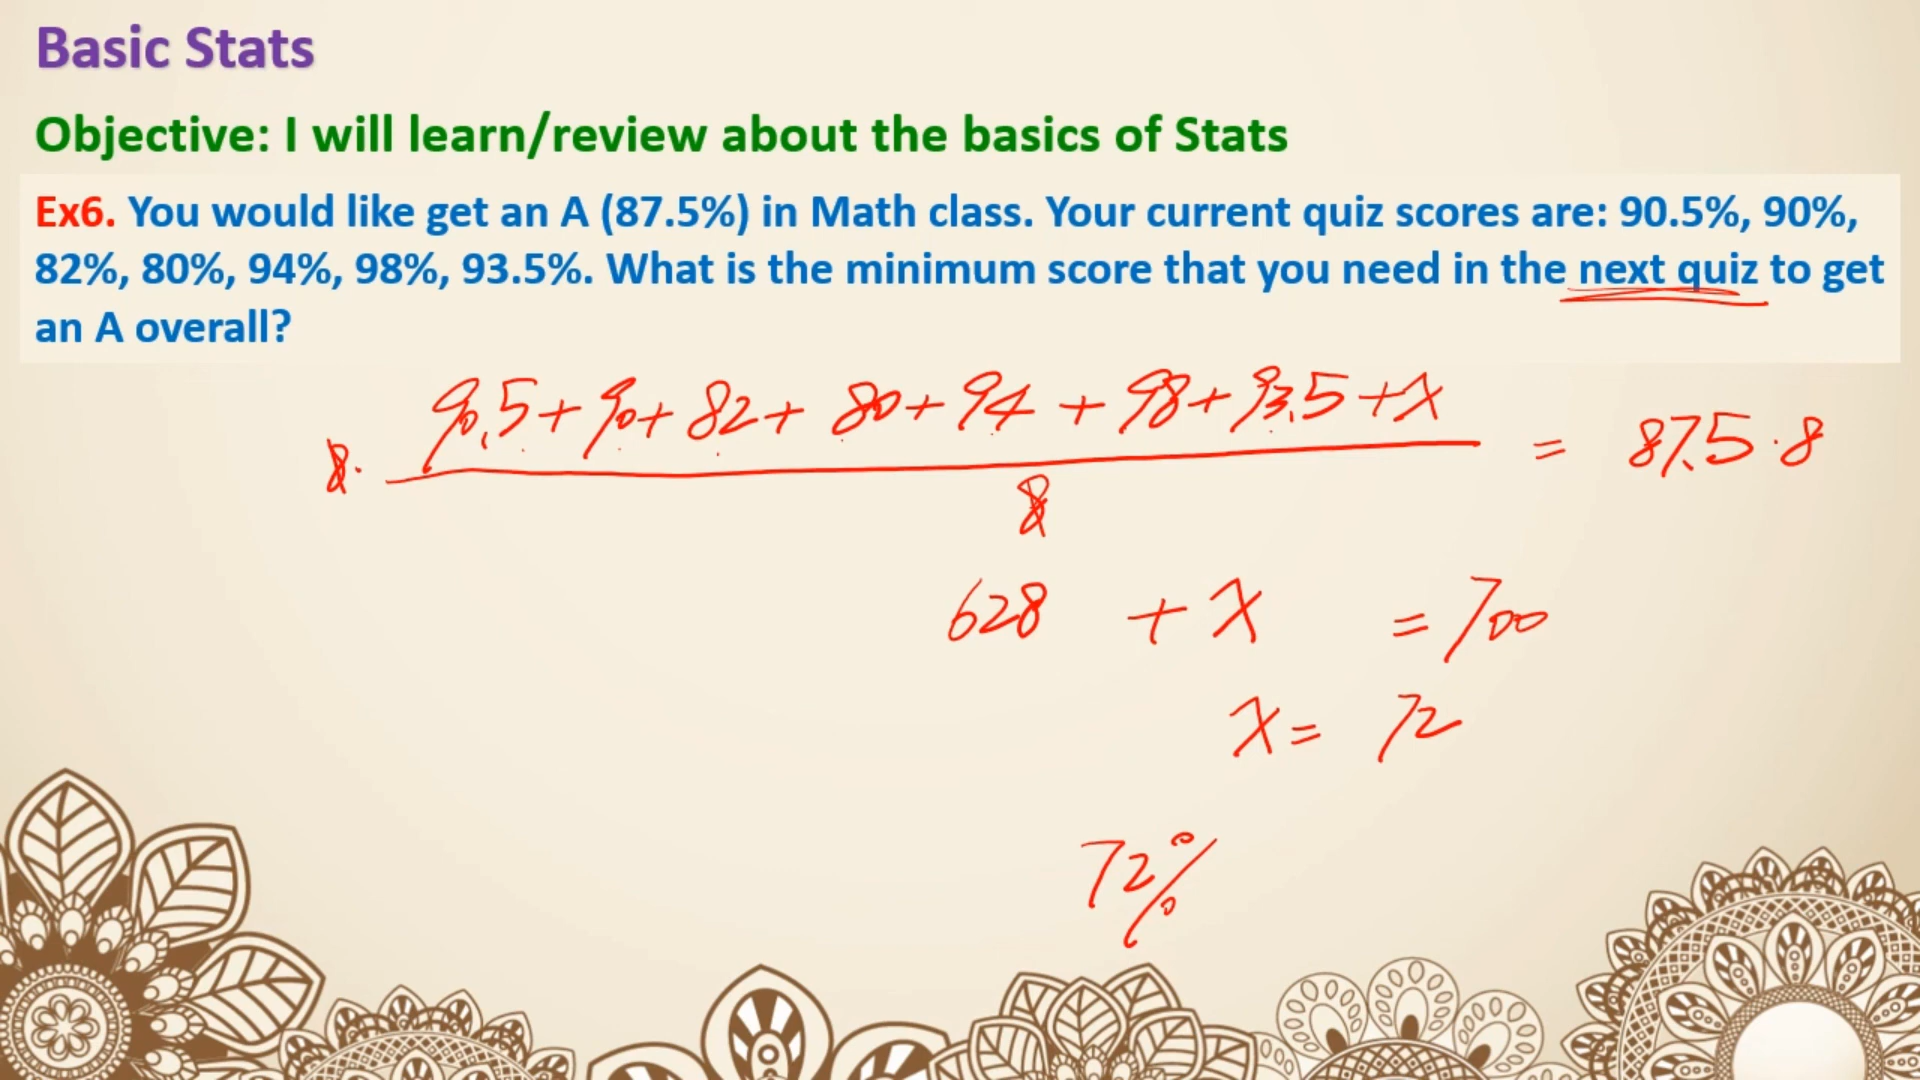 Basic Stats
Objective: I will learn/review about the basics of Stats
Ex6. You would like get an A (87.5%) in Math class. Your current quiz scores are: 90.5%, 90%,
82%, 80%, 94%, 98%, 93.5%. What is the minimum score that you need in the next quiz to get
an A overall?
90.5+90+82+80+94+98+93.5+x
8· = 87.5·8
8
628 + x = 700
x = 72
72%